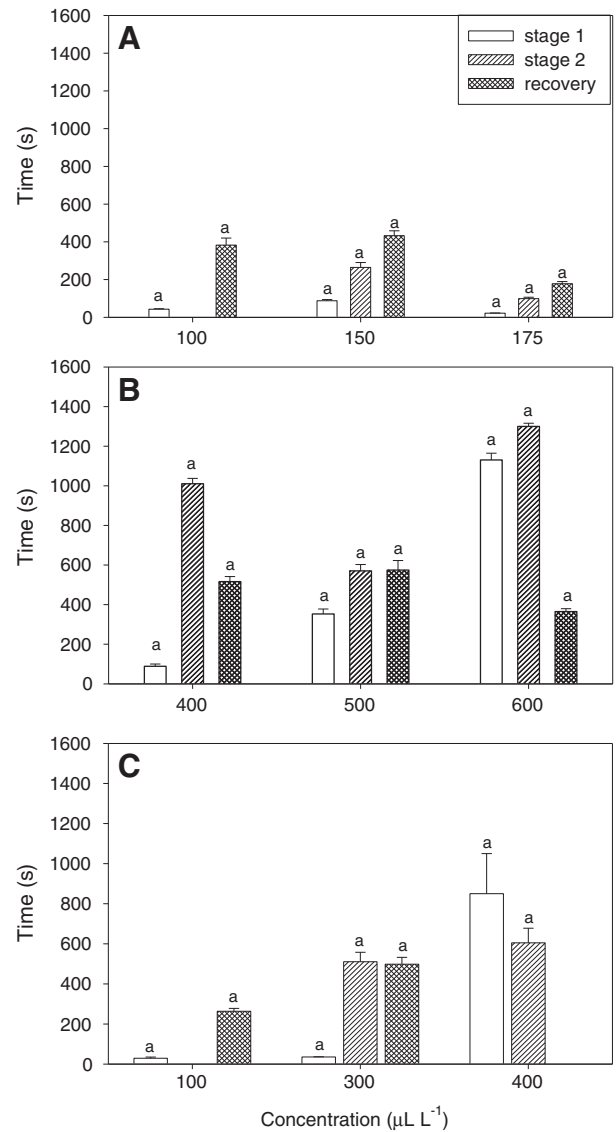 A
stage 1
stage 2
recovery
Time (s)
1600
1400
1200
1000
800
600
400
200
0
a a
a a a
a a a
100 150 175
B
Time (s)
1600
1400
1200
1000
800
600
400
200
0
a a a
a a a
a a a
400 500 600
C
Time (s)
1600
1400
1200
1000
800
600
400
200
0
a a
a a a
a a
100 300 400
Concentration (µL L⁻¹)